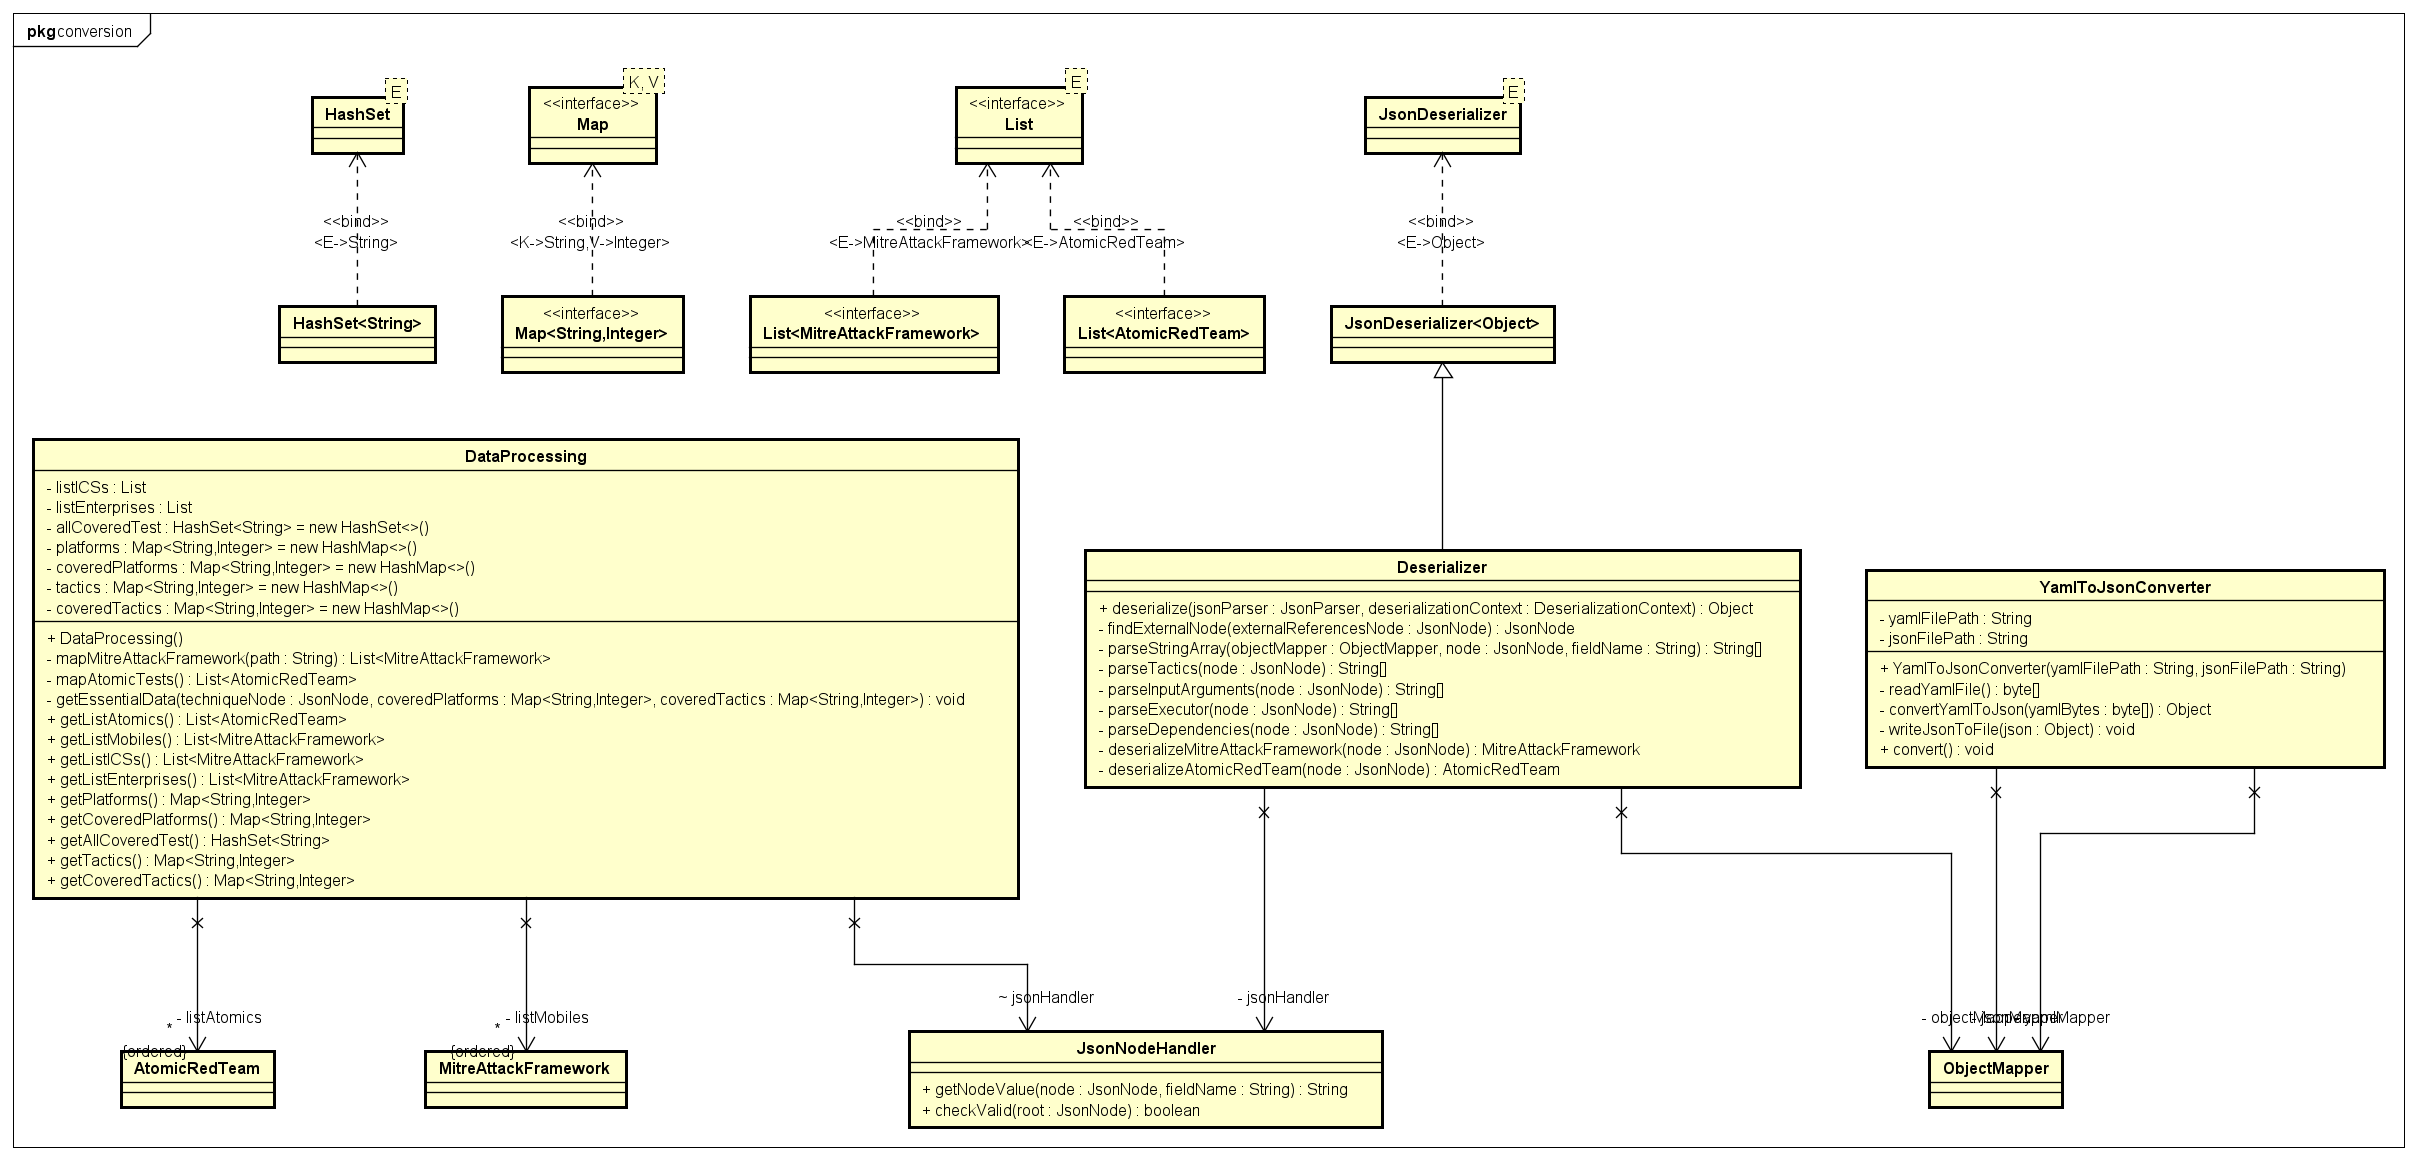 pkg conversion
E
HashSet
K, V
<<interface>>
Map
E
<<interface>>
List
E
JsonDeserializer
<<bind>>
<E->String>
<<bind>>
<K->String,V->Integer>
<<bind>>
<E->MitreAttackFramework>
<<bind>>
<E->AtomicRedTeam>
<<bind>>
<E->Object>
HashSet<String>
<<interface>>
Map<String,Integer>
<<interface>>
List<MitreAttackFramework>
<<interface>>
List<AtomicRedTeam>
JsonDeserializer<Object>
DataProcessing
- listICSs : List
- listEnterprises : List
- allCoveredTest : HashSet<String> = new HashSet<>()
- platforms : Map<String,Integer> = new HashMap<>()
- coveredPlatforms : Map<String,Integer> = new HashMap<>()
- tactics : Map<String,Integer> = new HashMap<>()
- coveredTactics : Map<String,Integer> = new HashMap<>()
+ DataProcessing()
- mapMitreAttackFramework(path : String) : List<MitreAttackFramework>
- mapAtomicTests() : List<AtomicRedTeam>
- getEssentialData(techniqueNode : JsonNode, coveredPlatforms : Map<String,Integer>, coveredTactics : Map<String,Integer>) : void
+ getListAtomics() : List<AtomicRedTeam>
+ getListMobiles() : List<MitreAttackFramework>
+ getListICSs() : List<MitreAttackFramework>
+ getListEnterprises() : List<MitreAttackFramework>
+ getPlatforms() : Map<String,Integer>
+ getCoveredPlatforms() : Map<String,Integer>
+ getAllCoveredTest() : HashSet<String>
+ getTactics() : Map<String,Integer>
+ getCoveredTactics() : Map<String,Integer>
Deserializer
+ deserialize(jsonParser : JsonParser, deserializationContext : DeserializationContext) : Object
- findExternalNode(externalReferencesNode : JsonNode) : JsonNode
- parseStringArray(objectMapper : ObjectMapper, node : JsonNode, fieldName : String) : String[]
- parseTactics(node : JsonNode) : String[]
- parseInputArguments(node : JsonNode) : String[]
- parseExecutor(node : JsonNode) : String[]
- parseDependencies(node : JsonNode) : String[]
- deserializeMitreAttackFramework(node : JsonNode) : MitreAttackFramework
- deserializeAtomicRedTeam(node : JsonNode) : AtomicRedTeam
YamlToJsonConverter
- yamlFilePath : String
- jsonFilePath : String
+ YamlToJsonConverter(yamlFilePath : String, jsonFilePath : String)
- readYamlFile() : byte[]
- convertYamlToJson(yamlBytes : byte[]) : Object
- writeJsonToFile(json : Object) : void
+ convert() : void
- listAtomics
*
{ordered}
- listMobiles
*
{ordered}
~ jsonHandler
- jsonHandler
- objectMapper
- jsonMapper
- yamlMapper
AtomicRedTeam
MitreAttackFramework
JsonNodeHandler
+ getNodeValue(node : JsonNode, fieldName : String) : String
+ checkValid(root : JsonNode) : boolean
ObjectMapper